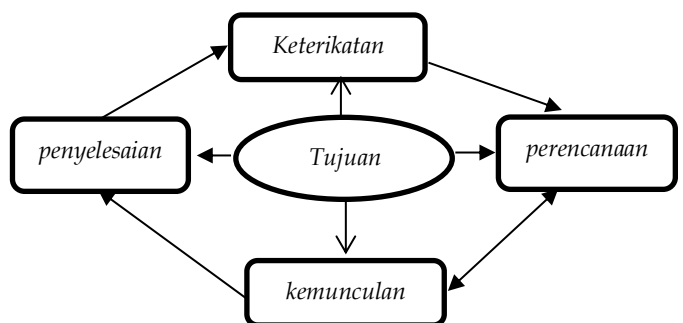 Keterikatan
penyelesaian
Tujuan
perencanaan
kemunculan